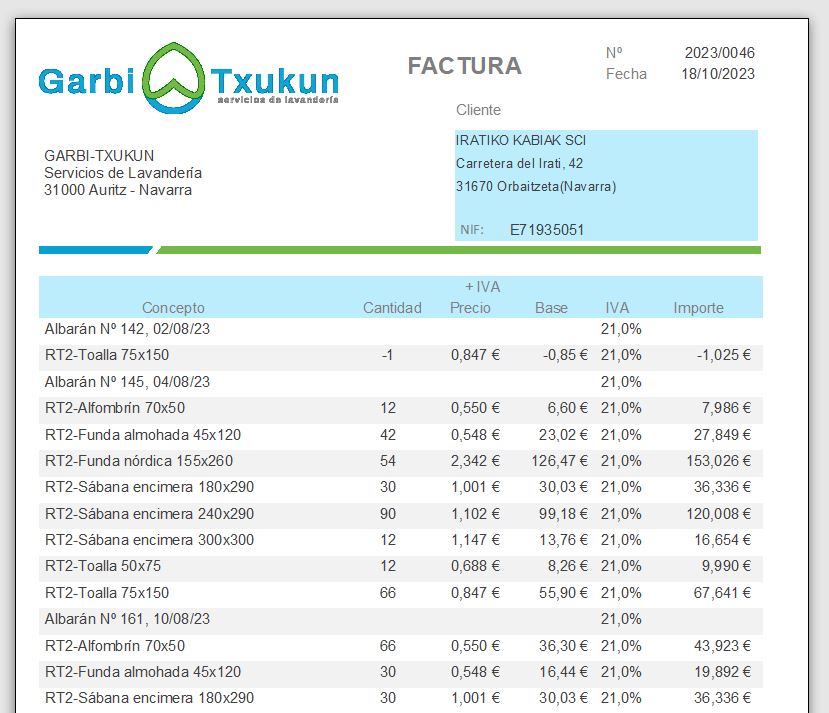 Garbi Txukun
servicios de lavandería
FACTURA
Nº 2023/0046
Fecha 18/10/2023
Cliente
IRATIKO KABIAK SCI
Carretera del Irati, 42
31670 Orbaitzeta(Navarra)
NIF: E71935051
GARBI-TXUKUN
Servicios de Lavandería
31000 Auritz - Navarra
+ IVA
Concepto Cantidad Precio Base IVA Importe
Albarán Nº 142, 02/08/23 21,0%
RT2-Toalla 75x150 -1 0,847 € -0,85 € 21,0% -1,025 €
Albarán Nº 145, 04/08/23 21,0%
RT2-Alfombrín 70x50 12 0,550 € 6,60 € 21,0% 7,986 €
RT2-Funda almohada 45x120 42 0,548 € 23,02 € 21,0% 27,849 €
RT2-Funda nórdica 155x260 54 2,342 € 126,47 € 21,0% 153,026 €
RT2-Sábana encimera 180x290 30 1,001 € 30,03 € 21,0% 36,336 €
RT2-Sábana encimera 240x290 90 1,102 € 99,18 € 21,0% 120,008 €
RT2-Sábana encimera 300x300 12 1,147 € 13,76 € 21,0% 16,654 €
RT2-Toalla 50x75 12 0,688 € 8,26 € 21,0% 9,990 €
RT2-Toalla 75x150 66 0,847 € 55,90 € 21,0% 67,641 €
Albarán Nº 161, 10/08/23 21,0%
RT2-Alfombrín 70x50 66 0,550 € 36,30 € 21,0% 43,923 €
RT2-Funda almohada 45x120 30 0,548 € 16,44 € 21,0% 19,892 €
RT2-Sábana encimera 180x290 30 1,001 € 30,03 € 21,0% 36,336 €